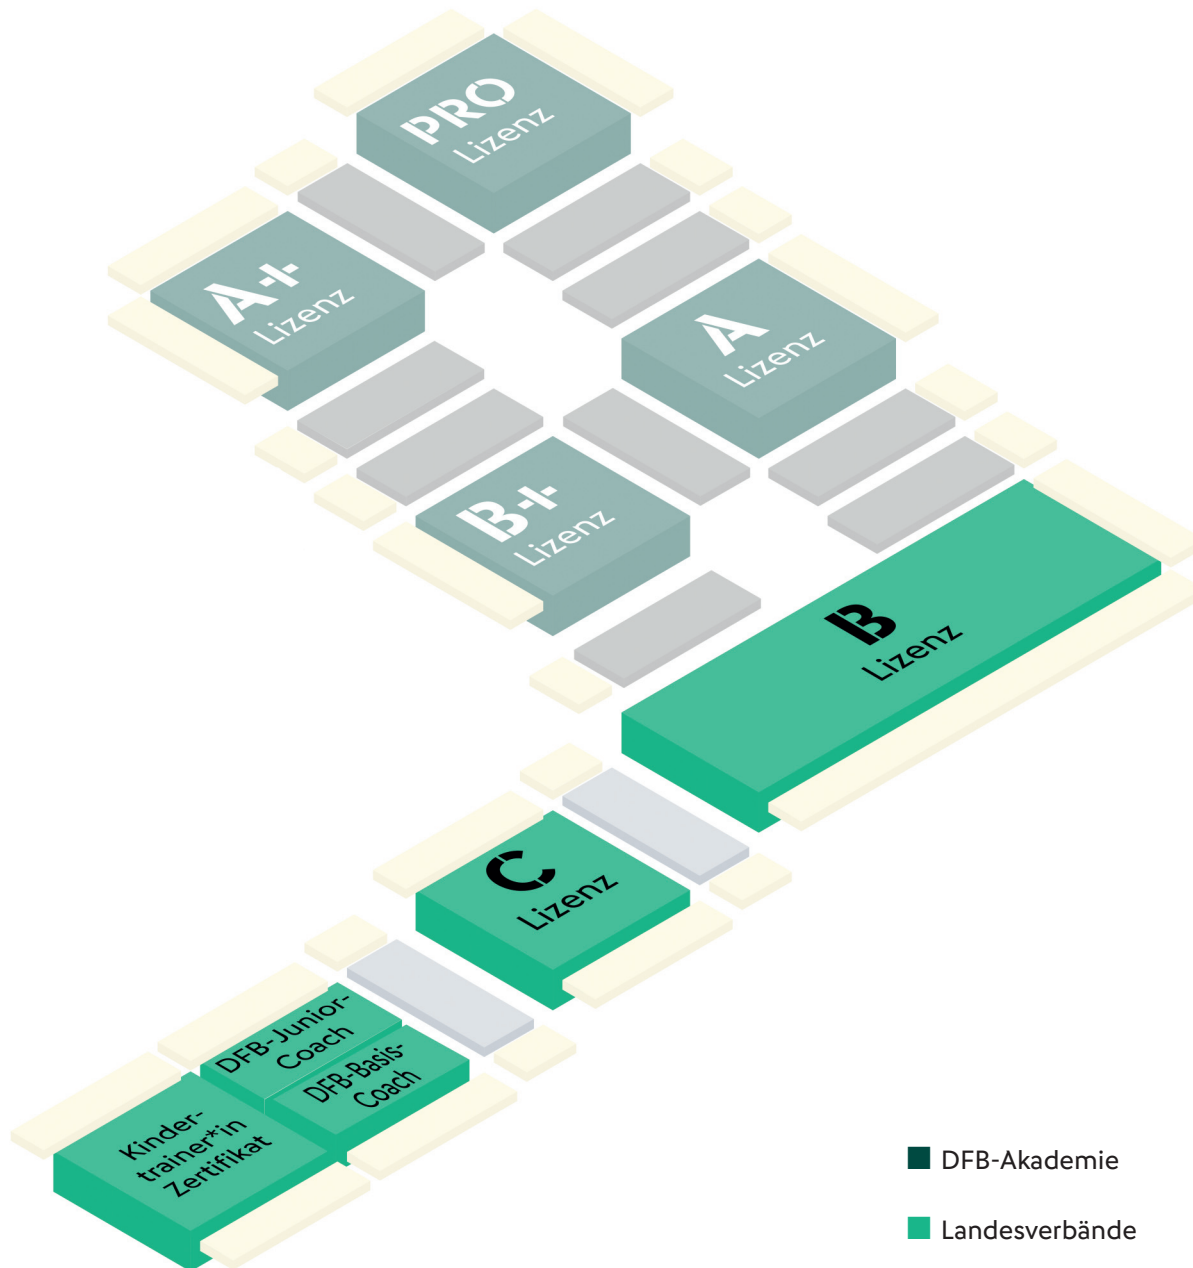 PRO
Lizenz
A+
Lizenz
A
Lizenz
B+
Lizenz
B
Lizenz
C
Lizenz
DFB-Junior-
Coach
DFB-Basis-
Coach
Kinder-
trainer*in
Zertifikat
DFB-Akademie
Landesverbände